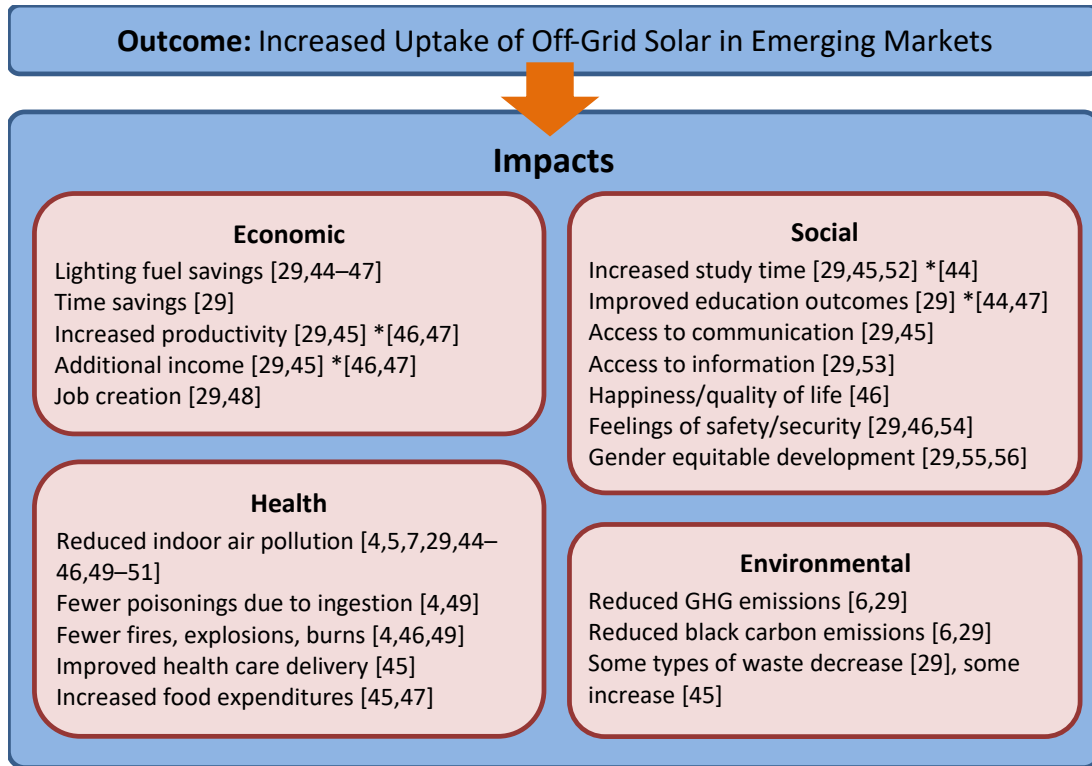 Outcome: Increased Uptake of Off-Grid Solar in Emerging Markets
Impacts
Economic
Lighting fuel savings [29,44–47]
Time savings [29]
Increased productivity [29,45] *[46,47]
Additional income [29,45] *[46,47]
Job creation [29,48]
Social
Increased study time [29,45,52] *[44]
Improved education outcomes [29] *[44,47]
Access to communication [29,45]
Access to information [29,53]
Happiness/quality of life [46]
Feelings of safety/security [29,46,54]
Gender equitable development [29,55,56]
Health
Reduced indoor air pollution [4,5,7,29,44–
46,49–51]
Fewer poisonings due to ingestion [4,49]
Fewer fires, explosions, burns [4,46,49]
Improved health care delivery [45]
Increased food expenditures [45,47]
Environmental
Reduced GHG emissions [6,29]
Reduced black carbon emissions [6,29]
Some types of waste decrease [29], some
increase [45]